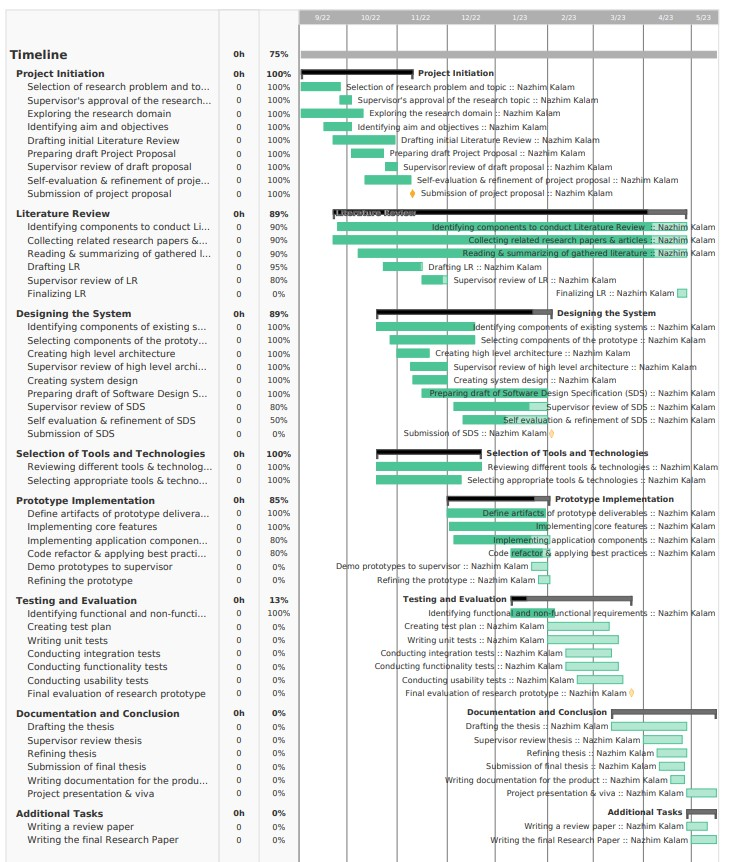 9/22 10/22 11/22 12/22 1/23 2/23 3/23 4/23 5/23
Timeline 0h 75%
Project Initiation 0h 100% Project Initiation
Selection of research problem and to... 0 100% Selection of research problem and topic :: Nazhim Kalam
Supervisor's approval of the research... 0 100% Supervisor's approval of the research topic :: Nazhim Kalam
Exploring the research domain 0 100% Exploring the research domain :: Nazhim Kalam
Identifying aim and objectives 0 100% Identifying aim and objectives :: Nazhim Kalam
Drafting initial Literature Review 0 100% Drafting initial Literature Review :: Nazhim Kalam
Preparing draft Project Proposal 0 100% Preparing draft Project Proposal :: Nazhim Kalam
Supervisor review of draft proposal 0 100% Supervisor review of draft proposal :: Nazhim Kalam
Self-evaluation & refinement of proje... 0 100% Self-evaluation & refinement of project proposal :: Nazhim Kalam
Submission of project proposal 0 100% Submission of project proposal :: Nazhim Kalam
Literature Review 0h 89% Literature Review
Identifying components to conduct Li... 0 90% Identifying components to conduct Literature Review :: Nazhim Kalam
Collecting related research papers &... 0 90% Collecting related research papers & articles :: Nazhim Kalam
Reading & summarizing of gathered l... 0 90% Reading & summarizing of gathered literature :: Nazhim Kalam
Drafting LR 0 95% Drafting LR :: Nazhim Kalam
Supervisor review of LR 0 80% Supervisor review of LR :: Nazhim Kalam
Finalizing LR 0 0% Finalizing LR :: Nazhim Kalam
Designing the System 0h 89% Designing the System
Identifying components of existing s... 0 100% Identifying components of existing systems :: Nazhim Kalam
Selecting components of the prototy... 0 100% Selecting components of the prototype :: Nazhim Kalam
Creating high level architecture 0 100% Creating high level architecture :: Nazhim Kalam
Supervisor review of high level archi... 0 100% Supervisor review of high level architecture :: Nazhim Kalam
Creating system design 0 100% Creating system design :: Nazhim Kalam
Preparing draft of Software Design S... 0 100% Preparing draft of Software Design Specification (SDS) :: Nazhim Kalam
Supervisor review of SDS 0 80% Supervisor review of SDS :: Nazhim Kalam
Self evaluation & refinement of SDS 0 50% Self evaluation & refinement of SDS :: Nazhim Kalam
Submission of SDS 0 0% Submission of SDS :: Nazhim Kalam
Selection of Tools and Technologies 0h 100% Selection of Tools and Technologies
Reviewing different tools & technolog... 0 100% Reviewing different tools & technologies :: Nazhim Kalam
Selecting appropriate tools & techno... 0 100% Selecting appropriate tools & technologies :: Nazhim Kalam
Prototype Implementation 0h 85% Prototype Implementation
Define artifacts of prototype delivera... 0 100% Define artifacts of prototype deliverables :: Nazhim Kalam
Implementing core features 0 100% Implementing core features :: Nazhim Kalam
Implementing application componen... 0 80% Implementing application components :: Nazhim Kalam
Code refactor & applying best practi... 0 80% Code refactor & applying best practices :: Nazhim Kalam
Demo prototypes to supervisor 0 0% Demo prototypes to supervisor :: Nazhim Kalam
Refining the prototype 0 0% Refining the prototype :: Nazhim Kalam
Testing and Evaluation 0h 13% Testing and Evaluation
Identifying functional and non-functi... 0 100% Identifying functional and non-functional requirements :: Nazhim Kalam
Creating test plan 0 0% Creating test plan :: Nazhim Kalam
Writing unit tests 0 0% Writing unit tests :: Nazhim Kalam
Conducting integration tests 0 0% Conducting integration tests :: Nazhim Kalam
Conducting functionality tests 0 0% Conducting functionality tests :: Nazhim Kalam
Conducting usability tests 0 0% Conducting usability tests :: Nazhim Kalam
Final evaluation of research prototype 0 0% Final evaluation of research prototype :: Nazhim Kalam
Documentation and Conclusion 0h 0% Documentation and Conclusion
Drafting the thesis 0 0% Drafting the thesis :: Nazhim Kalam
Supervisor review thesis 0 0% Supervisor review thesis :: Nazhim Kalam
Refining thesis 0 0% Refining thesis :: Nazhim Kalam
Submission of final thesis 0 0% Submission of final thesis :: Nazhim Kalam
Writing documentation for the produ... 0 0% Writing documentation for the product :: Nazhim Kalam
Project presentation & viva 0 0% Project presentation & viva :: Nazhim Kalam
Additional Tasks 0h 0% Additional Tasks
Writing a review paper 0 0% Writing a review paper :: Nazhim Kalam
Writing the final Research Paper 0 0% Writing the final Research Paper :: Nazhim Kalam